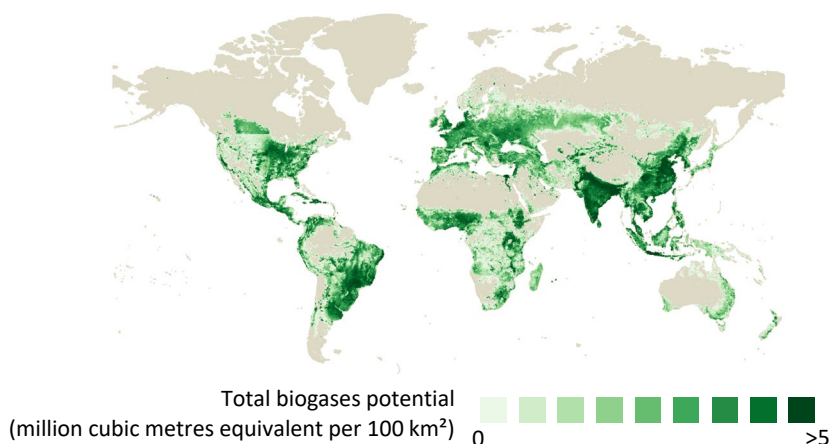 Total biogases potential
(million cubic metres equivalent per 100 km²)
0
>5